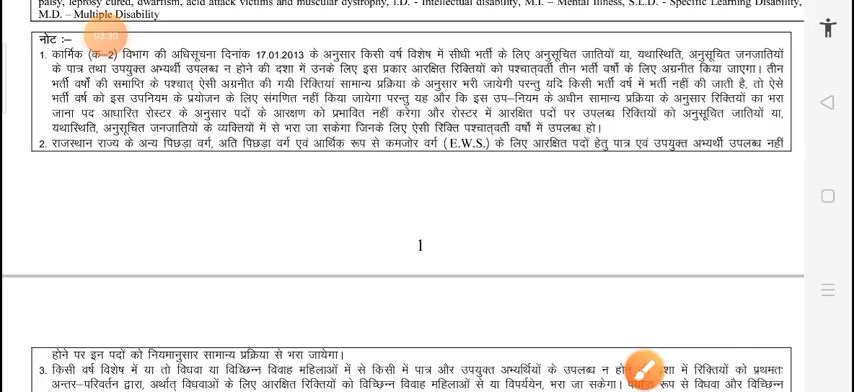 palsy, leprosy cured, dwarfism, acid attack victims and muscular dystrophy, I.D. - Intellectual disability, M.I. – Mental Illness, S.L.D. - Specific Learning Disability,
M.D. – Multiple Disability
03:30
नोट :–
1. कार्मिक (क–2) विभाग की अधिसूचना दिनांक 17.01.2013 के अनुसार किसी वर्ष विशेष में सीधी भर्ती के लिए अनुसूचित जातियों या, यथास्थिति, अनुसूचित जनजातियों
के पात्र तथा उपयुक्त अभ्यर्थी उपलब्ध न होने की दशा में उनके लिए इस प्रकार आरक्षित रिक्तियों को पश्चातवर्ती तीन भर्ती वर्षो के लिए अग्रनीत किया जाएगा। तीन
भर्ती वर्षो की समाप्ति के पश्चात् ऐसी अग्रनीत की गयी रिक्तियां सामान्य प्रक्रिया के अनुसार भरी जायेगी परन्तु यदि किसी भर्ती वर्ष में भर्ती नहीं की जाती है, तो ऐसे
भर्ती वर्ष को इस उपनियम के प्रयोजन के लिए संगणित नहीं किया जायेगा परन्तु यह और कि इस उप–नियम के अधीन सामान्य प्रक्रिया के अनुसार रिक्तियों का भरा
जाना पद आधारित रोस्टर के अनुसार पदों के आरक्षण को प्रभावित नहीं करेगा और रोस्टर में आरक्षित पदों पर उपलब्ध रिक्तियों को अनुसूचित जातियों या,
यथास्थिति, अनुसूचित जनजातियों के व्यक्तियों में से भरा जा सकेगा जिनके लिए ऐसी रिक्ति पश्चात्वर्ती वर्षो में उपलब्ध हो।
2. राजस्थान राज्य के अन्य पिछड़ा वर्ग, अति पिछड़ा वर्ग एवं आर्थिक रूप से कमजोर वर्ग (E.W.S.) के लिए आरक्षित पदों हेतु पात्र एवं उपयुक्त अभ्यर्थी उपलब्ध नहीं
1
होने पर इन पदों को नियमानुसार सामान्य प्रक्रिया से भरा जायेगा।
3. किसी वर्ष विशेष में या तो विधवा या विच्छिन्न विवाह महिलाओं में से किसी में पात्र और उपयुक्त अभ्यर्थियों के उपलब्ध न में रिक्तियों को प्रथमतः
अन्तर–परिवर्तन द्वारा, अर्थात् विधवाओं के लिए आरक्षित रिक्तियों को विच्छिन्न विवाह महिलाओं से या विपर्ययेन, भरा जा सकेगा। रूप से विधवा और विच्छिन्न